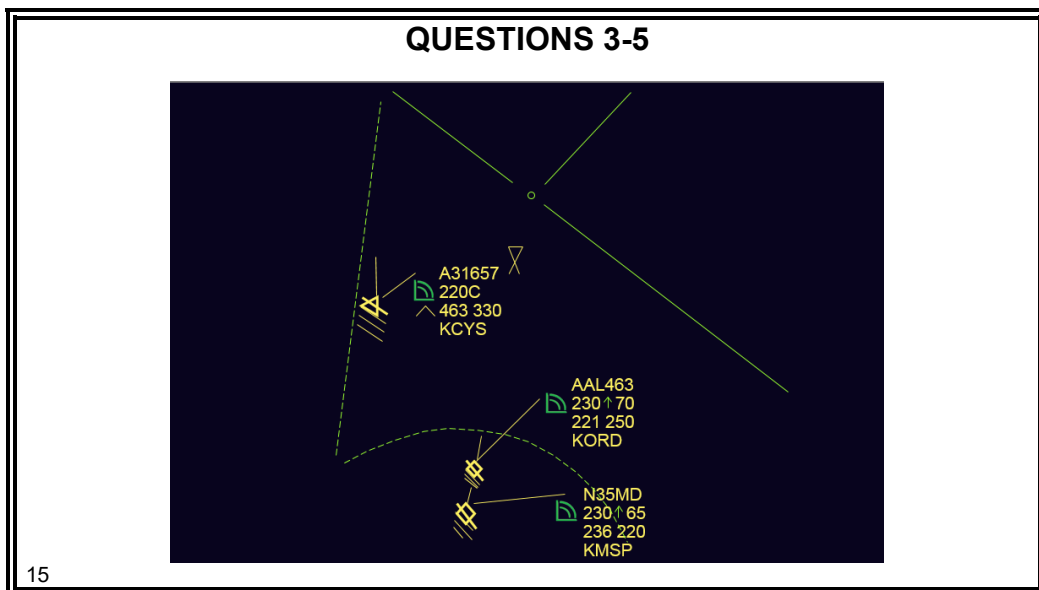 QUESTIONS 3-5
A31657
220C
463 330
KCYS
AAL463
230↑70
221 250
KORD
N35MD
230↑65
236 220
KMSP
15